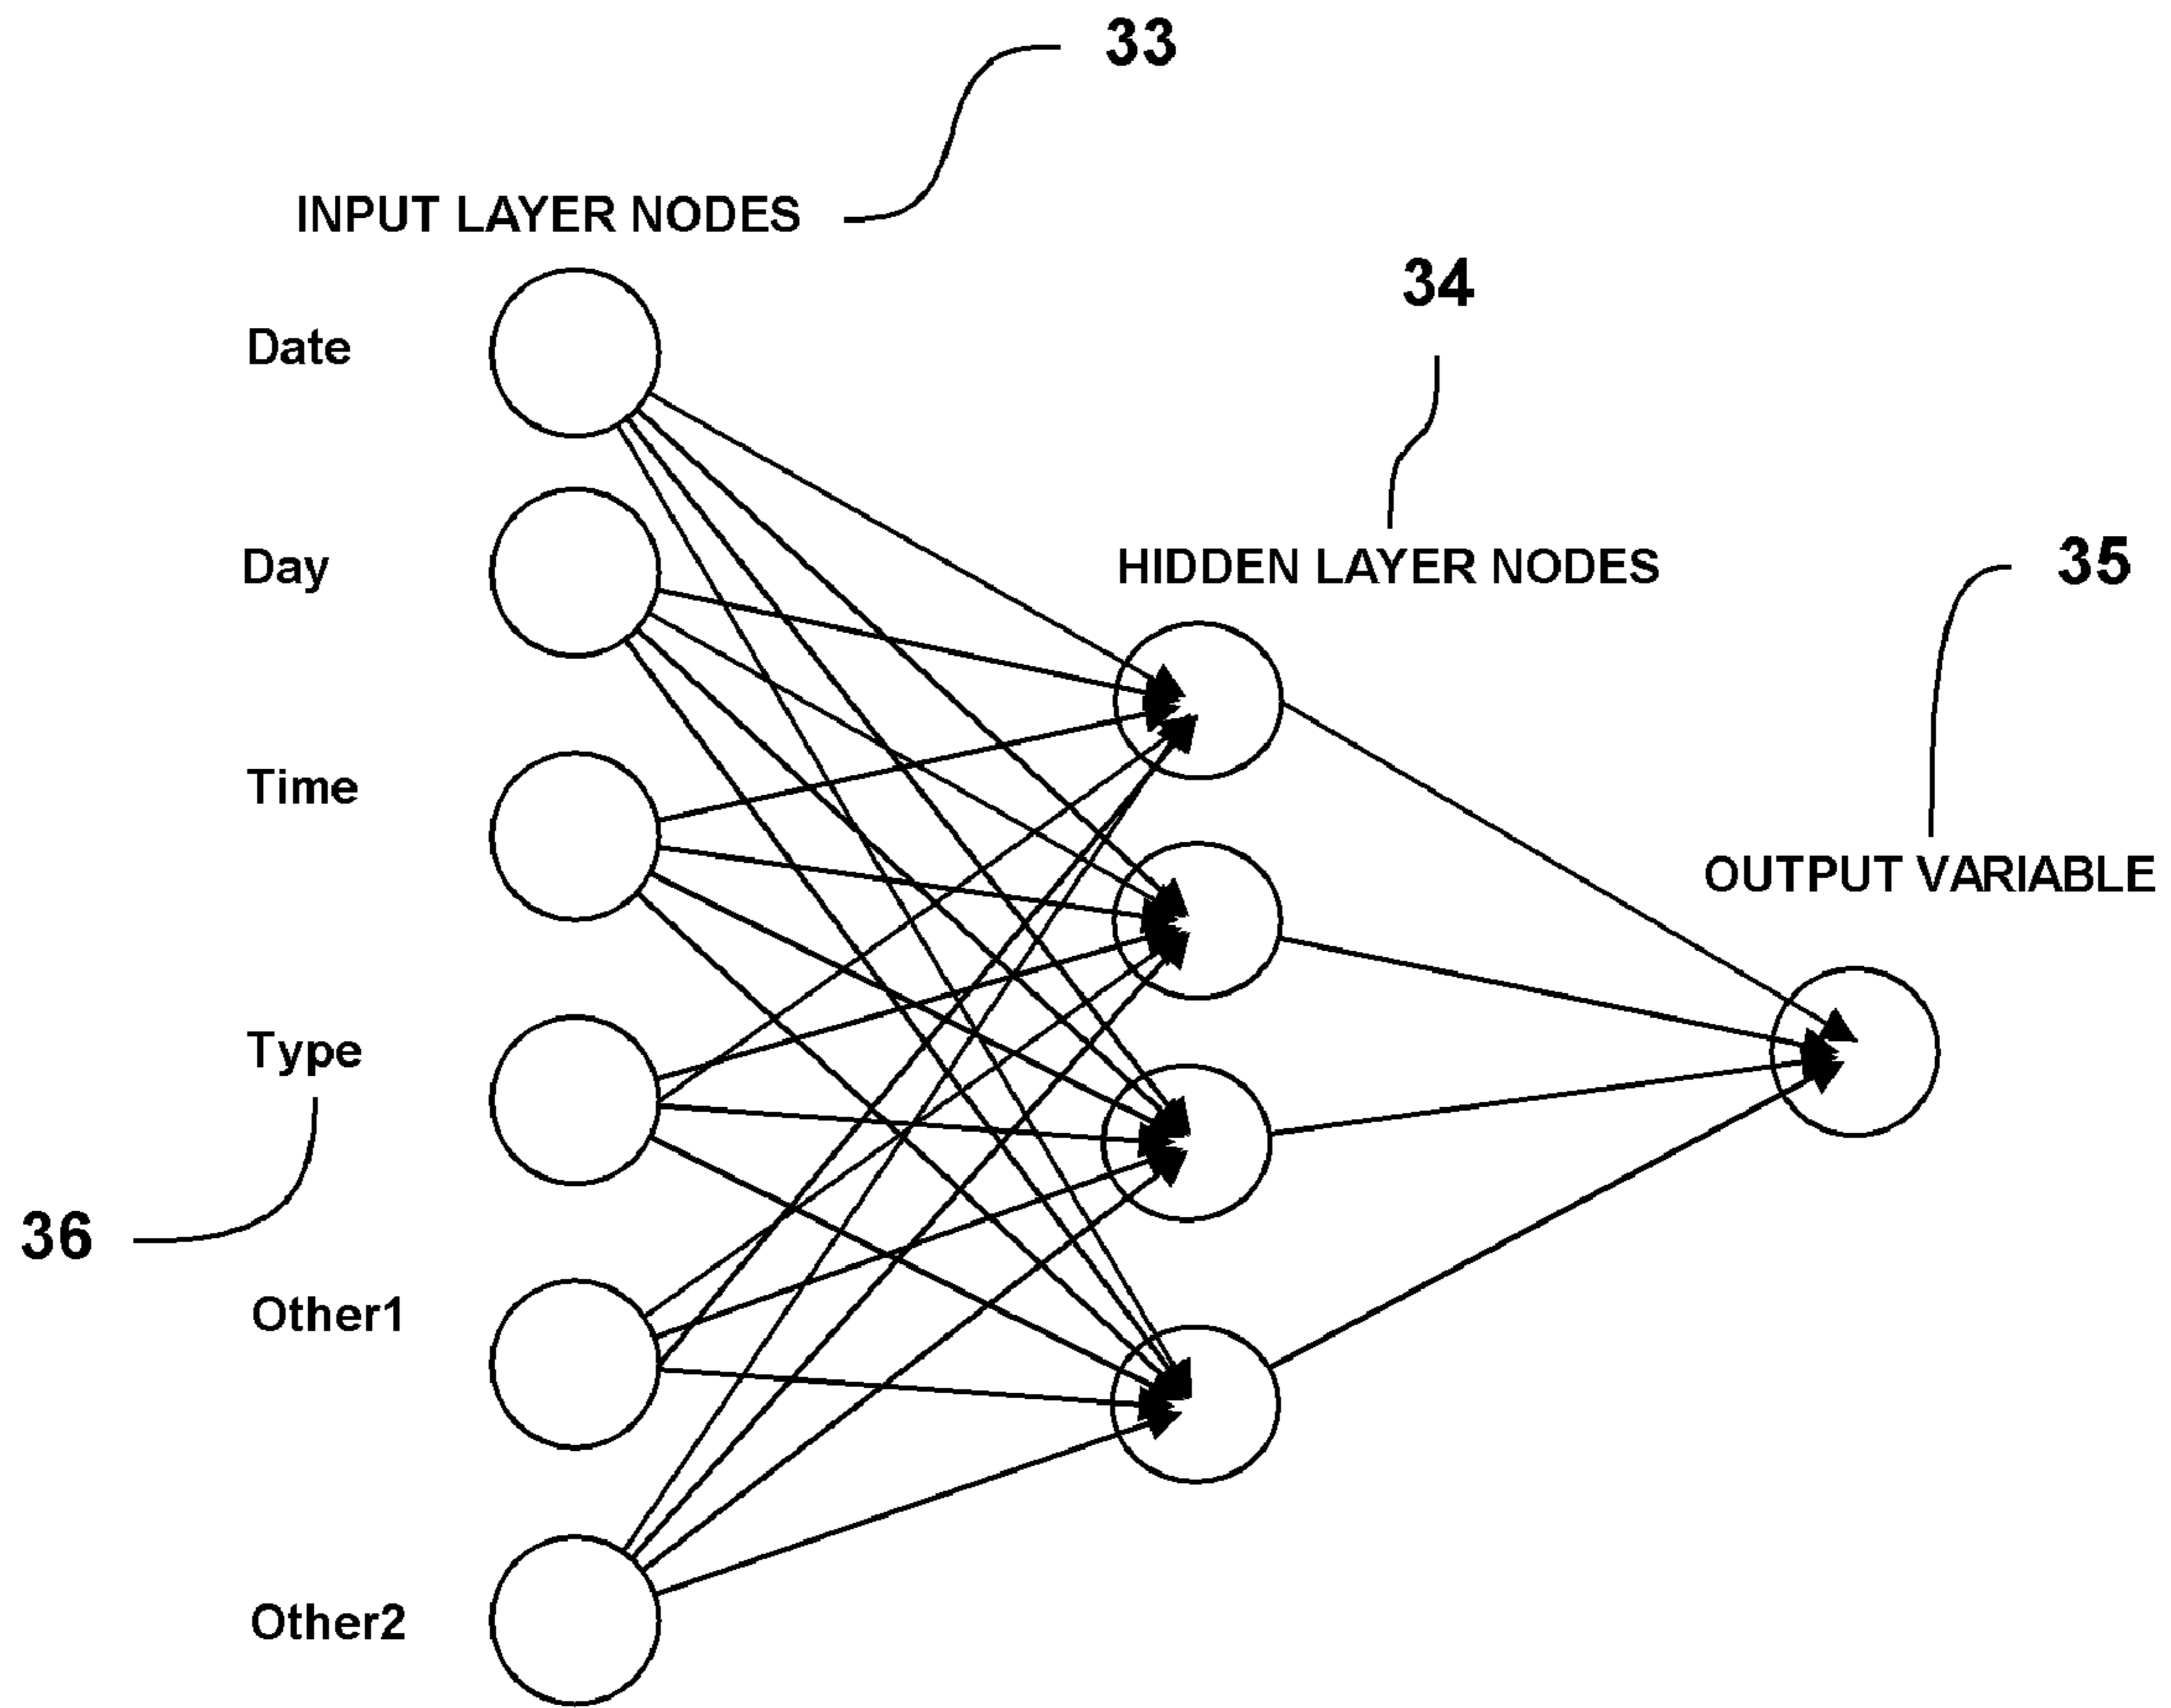 33
INPUT LAYER NODES
34
Date
HIDDEN LAYER NODES
35
Day
Time
OUTPUT VARIABLE
Type
36
Other1
Other2